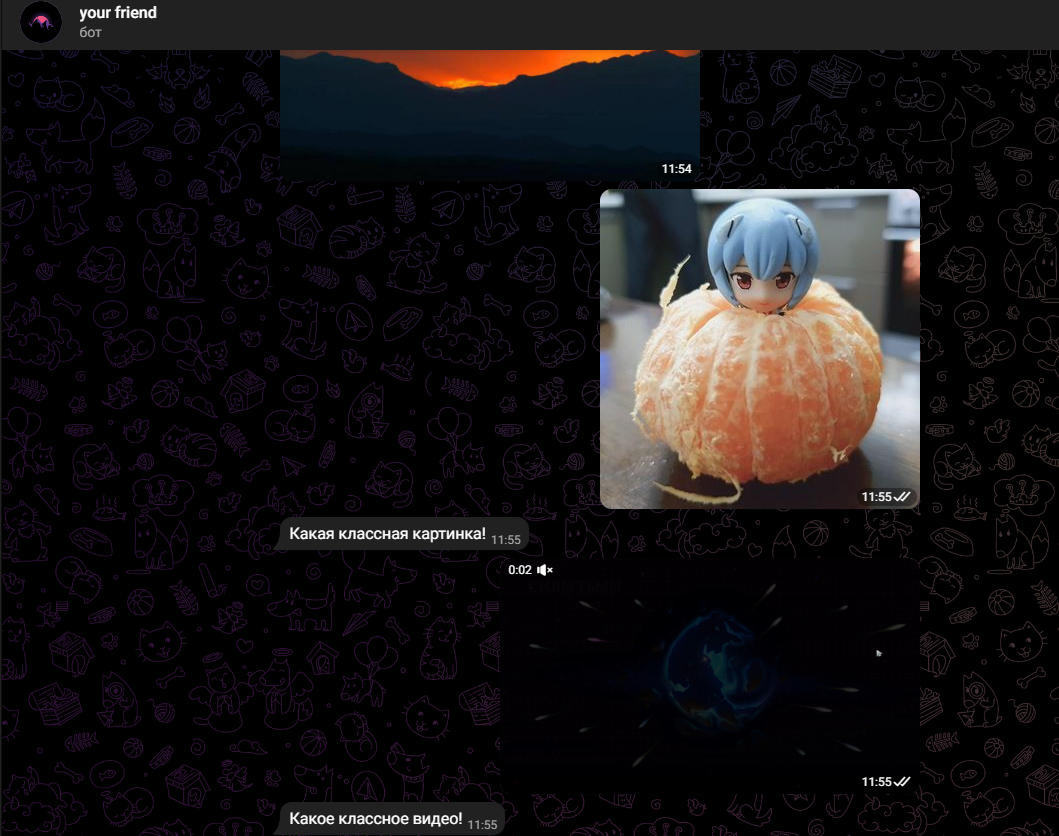 your friend
бот
11:54
11:55
Какая классная картинка! 11:55
0:02
11:55
Какое классное видео! 11:55